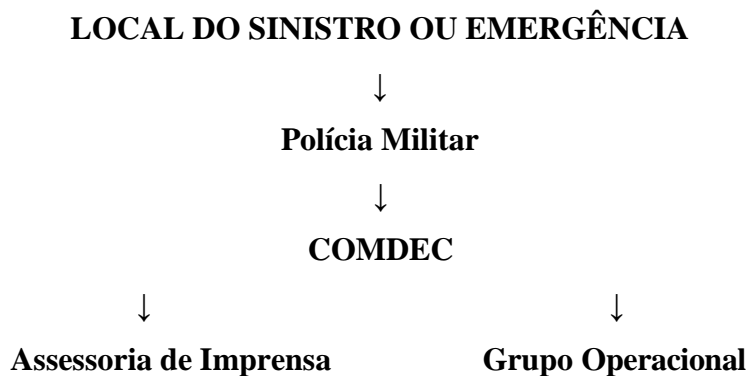 LOCAL DO SINISTRO OU EMERGÊNCIA
↓
Polícia Militar
↓
COMDEC
↓ ↓
Assessoria de Imprensa Grupo Operacional